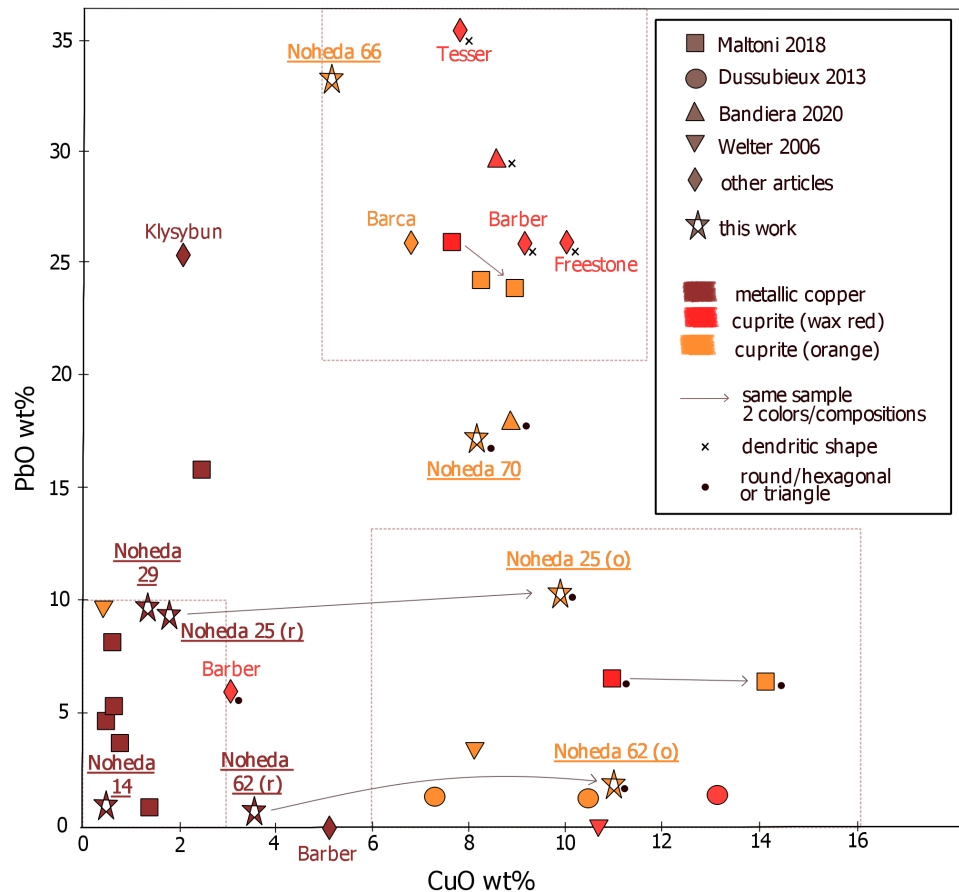 35
30
25
20
15
10
5
0
PbO wt%
0
2
4
6
8
10
12
14
16
CuO wt%
Noheda 66
Tesser
Klysybun
Barca
Barber
Freestone
Noheda 70
Noheda
29
Noheda 25 (r)
Noheda 25 (o)
Barber
Noheda
14
Noheda
62 (r)
Noheda 62 (o)
Barber
Maltoni 2018
Dussubieux 2013
Bandiera 2020
Welter 2006
other articles
this work
metallic copper
cuprite (wax red)
cuprite (orange)
same sample
2 colors/compositions
dendritic shape
round/hexagonal
or triangle